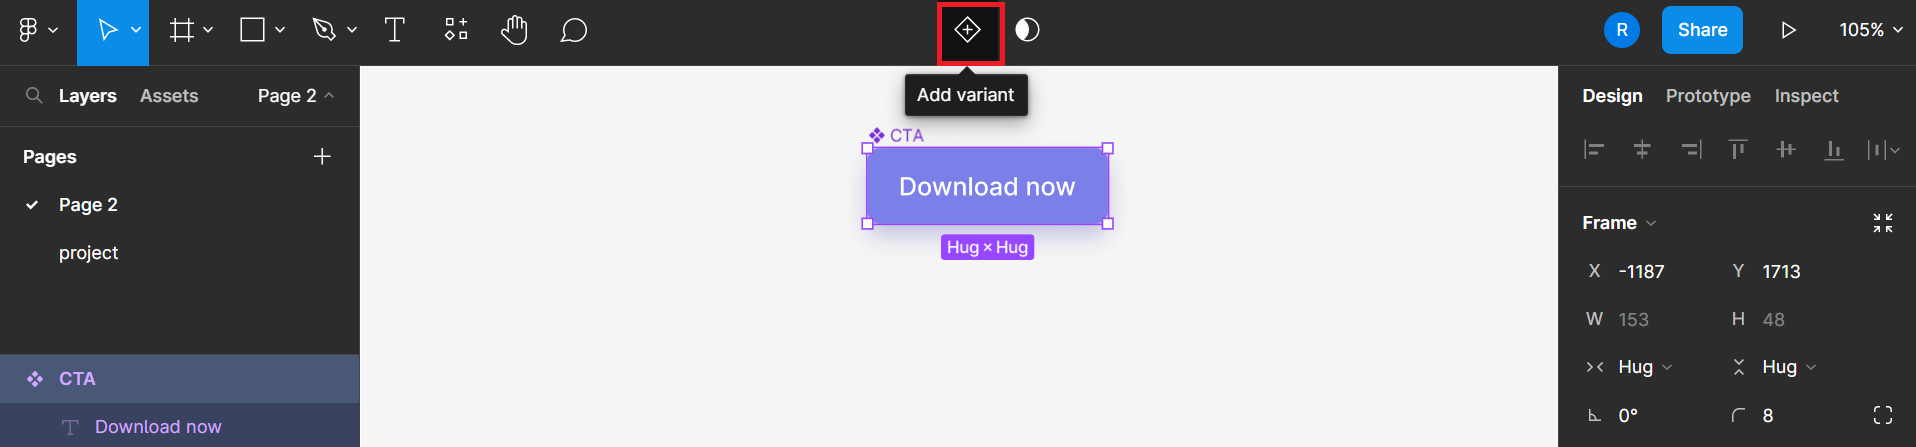 R
Share
105%
Layers
Assets
Page 2
Add variant
Design
Prototype
Inspect
CTA
Pages
Page 2
project
Download now
Hug × Hug
Frame
X -1187
Y 1713
W 153
H 48
Hug
Hug
0°
8
CTA
Download now